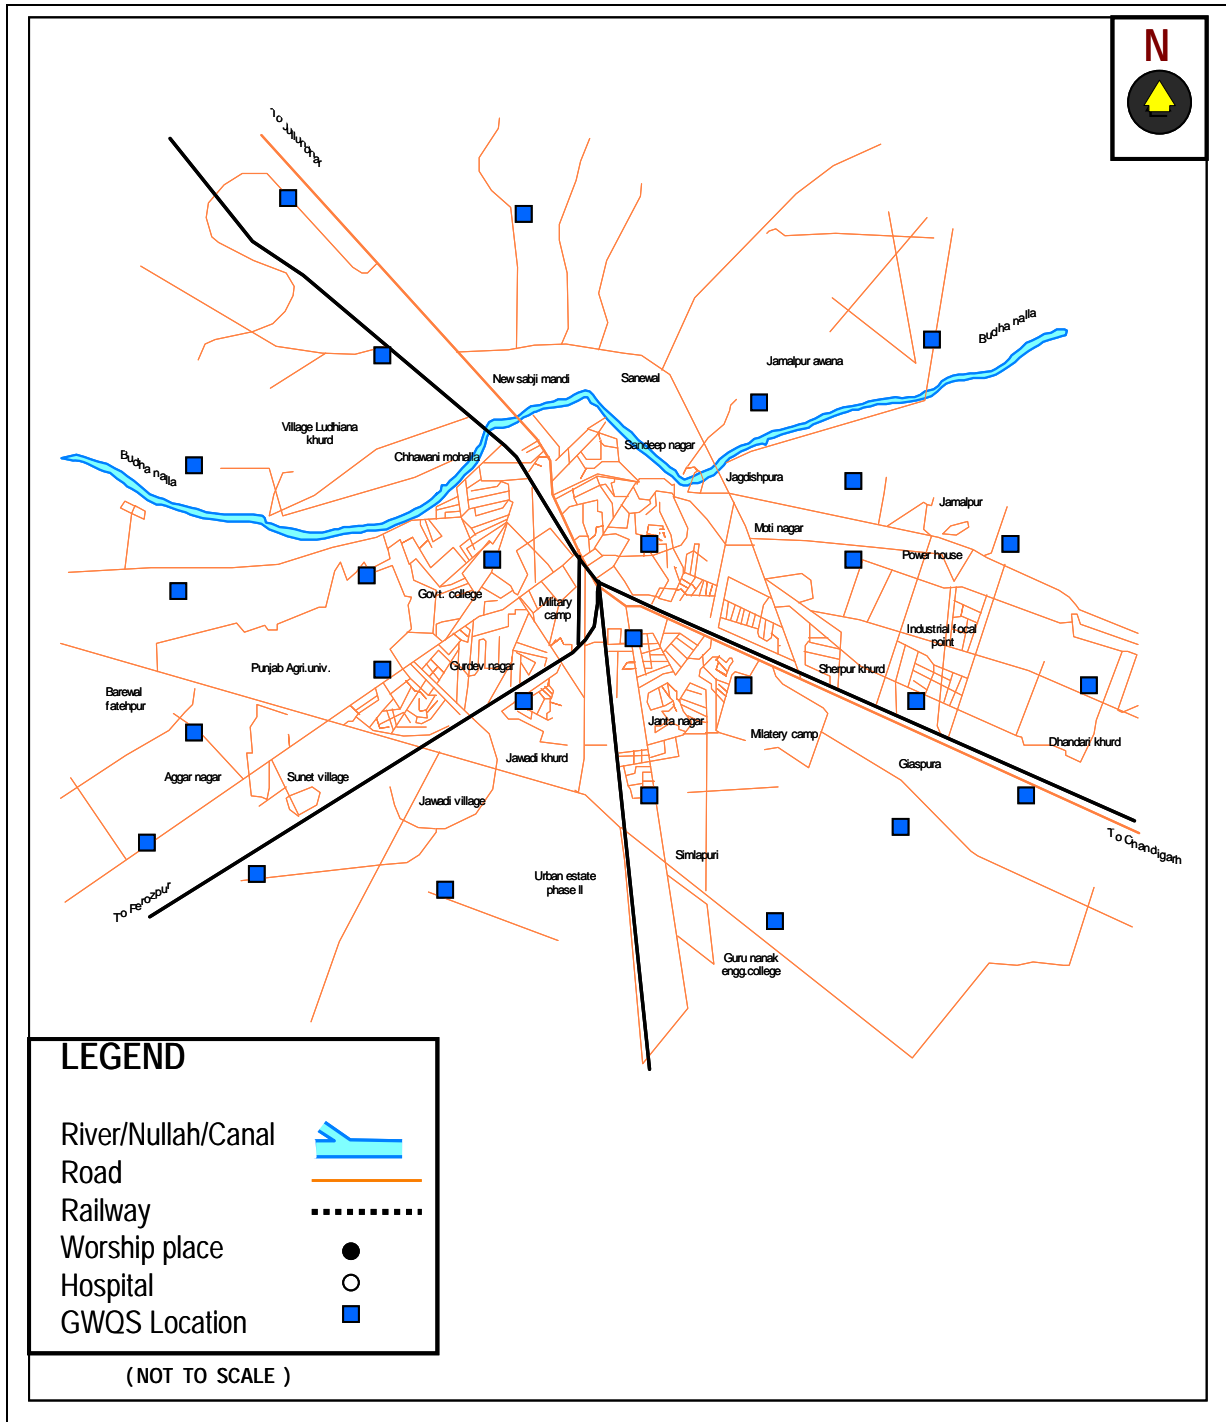 N
To Jullundhar
Budha nalla
Jamalpur awana
New sabji mandi
Sanewal
Village Ludhiana
khurd
Sandeep nagar
Chhawani mohalla
Budha nalla
Jagdishpura
Jamalpur
Moti nagar
Power house
Govt. college
Military
camp
Industrial focal
point
Punjab Agri.univ.
Gurdev nagar
Sherpur khurd
Barewal
fatehpur
Janta nagar
Milatery camp
Dhandari khurd
Jawadi khurd
Giaspura
Aggar nagar
Sunet village
Jawadi village
To Chandigarh
Simlapuri
Urban estate
phase II
To Ferozpur
Guru nanak
engg.college
LEGEND
River/Nullah/Canal
Road
Railway
Worship place
Hospital
GWQS Location
(NOT TO SCALE )